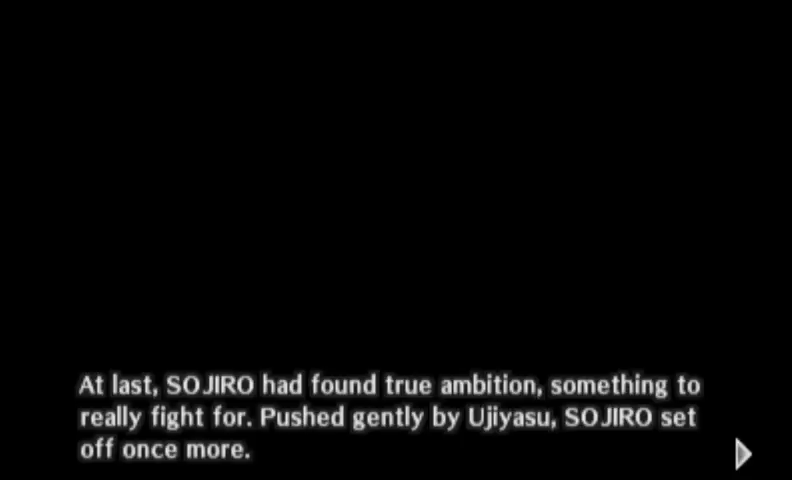 At last, SOJIRO had found true ambition, something to
really fight for. Pushed gently by Ujiyasu, SOJIRO set
off once more.